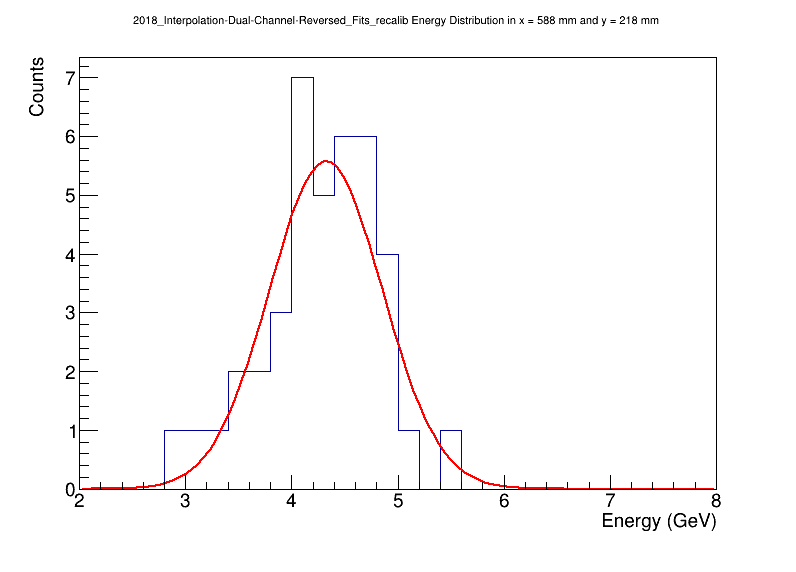 2018_Interpolation-Dual-Channel-Reversed_Fits_recalib Energy Distribution in x = 588 mm and y = 218 mm
Counts
7
6
5
4
3
2
1
0
2 3 4 5 6 7 8
Energy (GeV)